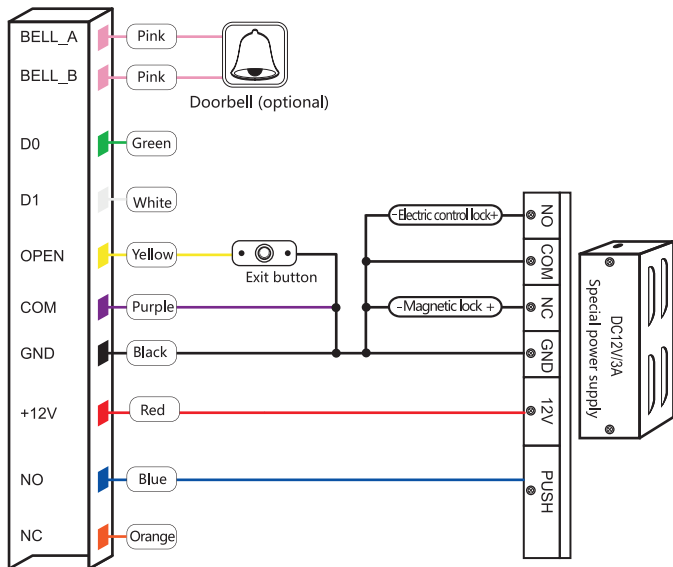 BELL_A
Pink
BELL_B
Pink
Doorbell (optional)
D0
Green
D1
White
OPEN
Yellow
Exit button
COM
Purple
GND
Black
+12V
Red
NO
Blue
NC
Orange
-Electric control lock+
-Magnetic lock +
NO
COM
NC
GND
12V
PUSH
DC12V/3A
Special power supply